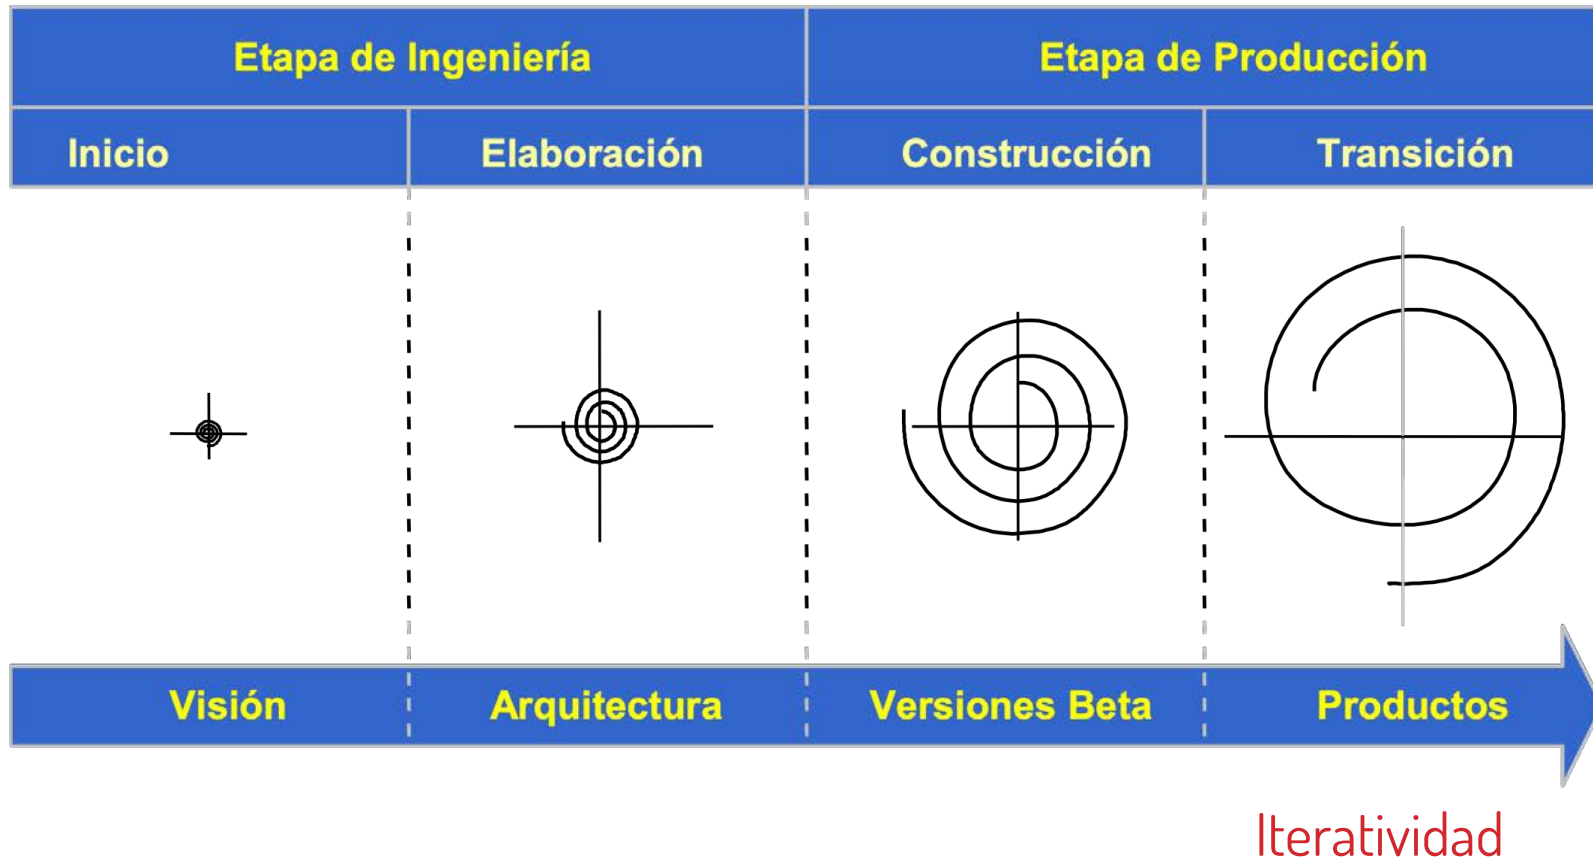 Etapa de Ingeniería
Etapa de Producción
Inicio
Elaboración
Construcción
Transición
Visión
Arquitectura
Versiones Beta
Productos
Iteratividad